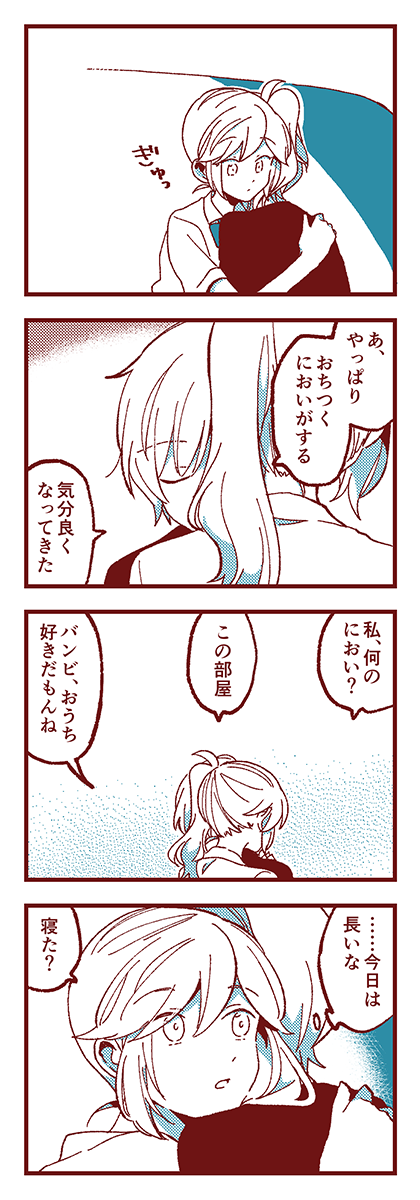 ぎゅっ
あ、
やっぱり
おちつく
においがする
気分良く
なってきた
私、何の
におい?
この部屋
バンビ、おうち
好きだもんね
……今日は
長いな
寝た?